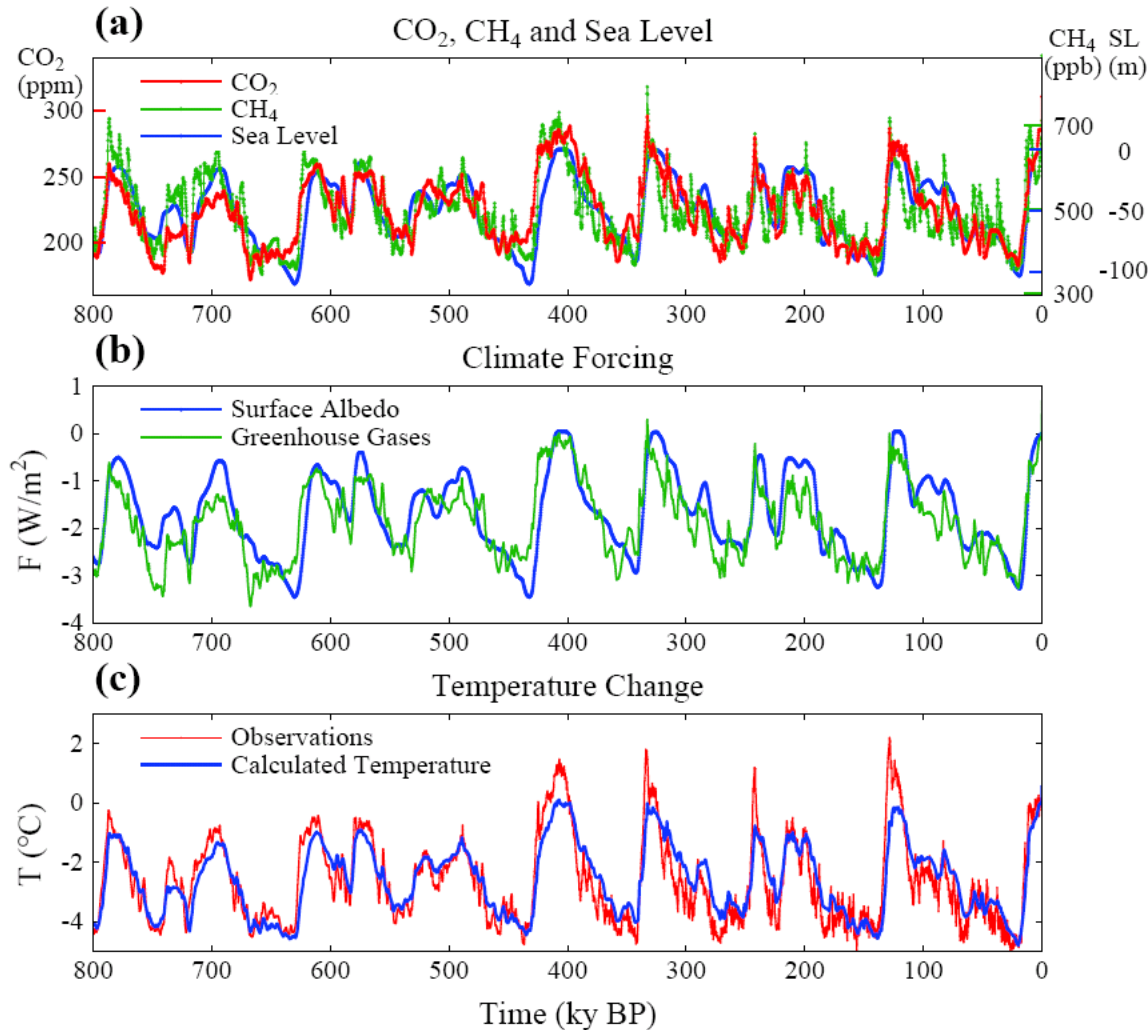 (a)
CO₂, CH₄ and Sea Level
CO₂
(ppm)
CH₄ SL
(ppb) (m)
CO₂
CH₄
Sea Level
300
250
200
700
500
300
0
-50
-100
800 700 600 500 400 300 200 100 0
(b)
Climate Forcing
Surface Albedo
Greenhouse Gases
F (W/m²)
1
0
-1
-2
-3
-4
800 700 600 500 400 300 200 100 0
(c)
Temperature Change
Observations
Calculated Temperature
T (°C)
2
0
-2
-4
800 700 600 500 400 300 200 100 0
Time (ky BP)